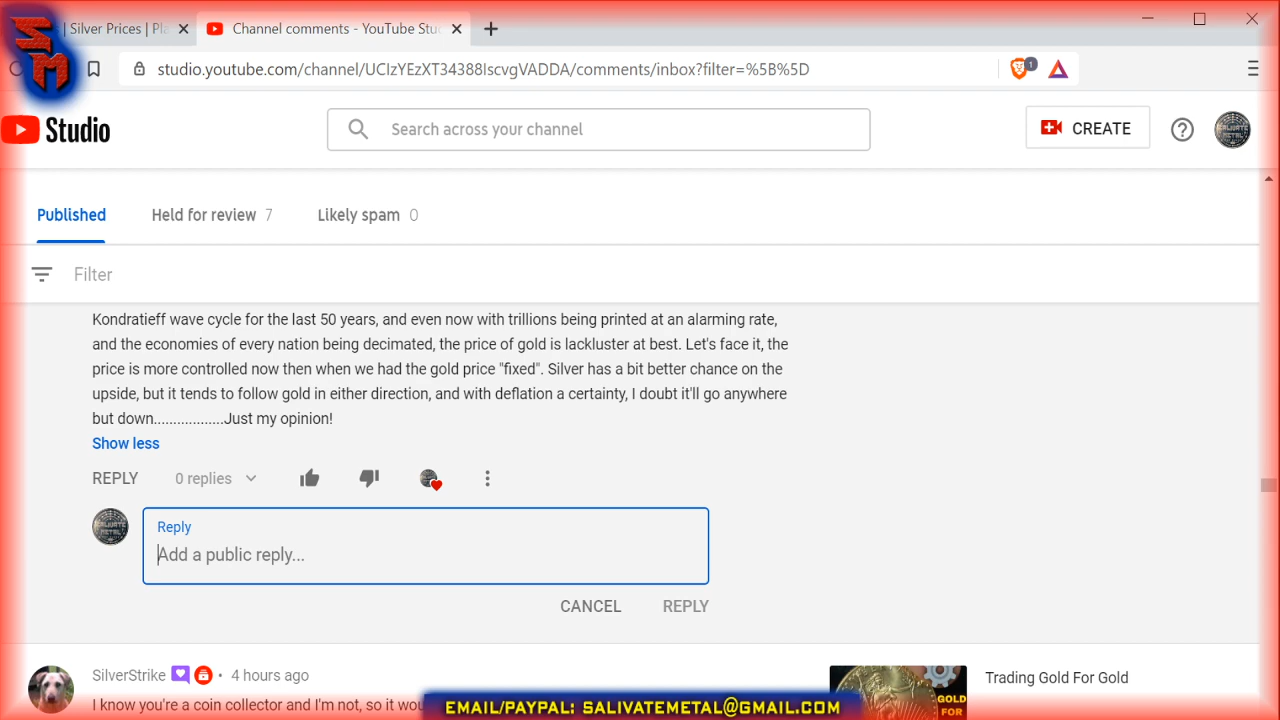 SM
| Silver Prices | Pla
Channel comments - YouTube Stu
studio.youtube.com/channel/UCIzYEzXT34388IscvgVADDA/comments/inbox?filter=%5B%5D
1
Studio
Search across your channel
CREATE
Published
Held for review 7
Likely spam 0
Filter
Kondratieff wave cycle for the last 50 years, and even now with trillions being printed at an alarming rate,
and the economies of every nation being decimated, the price of gold is lackluster at best. Let's face it, the
price is more controlled now then when we had the gold price "fixed". Silver has a bit better chance on the
upside, but it tends to follow gold in either direction, and with deflation a certainty, I doubt it'll go anywhere
but down..................Just my opinion!
Show less
REPLY
0 replies
SALIVATE
METAL
Reply
Add a public reply...
CANCEL
REPLY
SilverStrike • 4 hours ago
I know you're a coin collector and I'm not, so it wou
GOLD
FOR
Trading Gold For Gold
EMAIL/PAYPAL: SALIVATEMETAL@GMAIL.COM